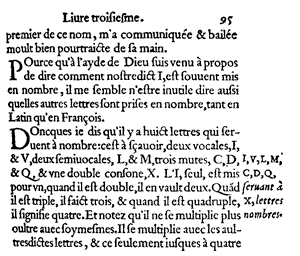 Liure troisiesme. 95
premier de ce nom, m'a communiquée & bailée
moult bien pourtraicte de sa main.
POurce qu'à l'ayde de Dieu suis venu à propos
de dire comment nostredict I, est souuent mis
en nombre, il me semble n'estre inutile dire aussi
quelles autres lettres sont prises en nombre, tant en
Latin qu'en François.
DOncques ie dis qu'il y a huict lettres qui ser-
uent à nombre: c'est à sçauoir, deux vocales, I,
& V, deux semiuocales, L, & M, trois mutes, C, D,
& Q, & vne double consone, X. L'I, seul, est mis
pour vn, quand il est double, il en vault deux. Quãd
il est triple, il faict trois, & quand il est quadruple,
il signifie quatre. Et notez qu'il ne se multiplie plus
oultre auec soymesmes. Il se multiplie auec les aul-
tres dictes lettres, & ce seulement iusques à quatre
I, V, L, M,
C, D, Q,
seruant à
X, lettres
nombres.